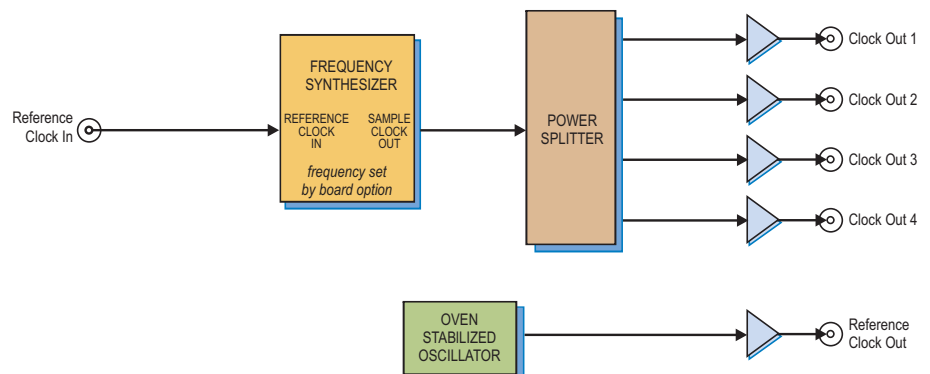 Reference
Clock In
FREQUENCY
SYNTHESIZER
REFERENCE
CLOCK
IN
SAMPLE
CLOCK
OUT
frequency set
by board option
POWER
SPLITTER
Clock Out 1
Clock Out 2
Clock Out 3
Clock Out 4
OVEN
STABILIZED
OSCILLATOR
Reference
Clock Out